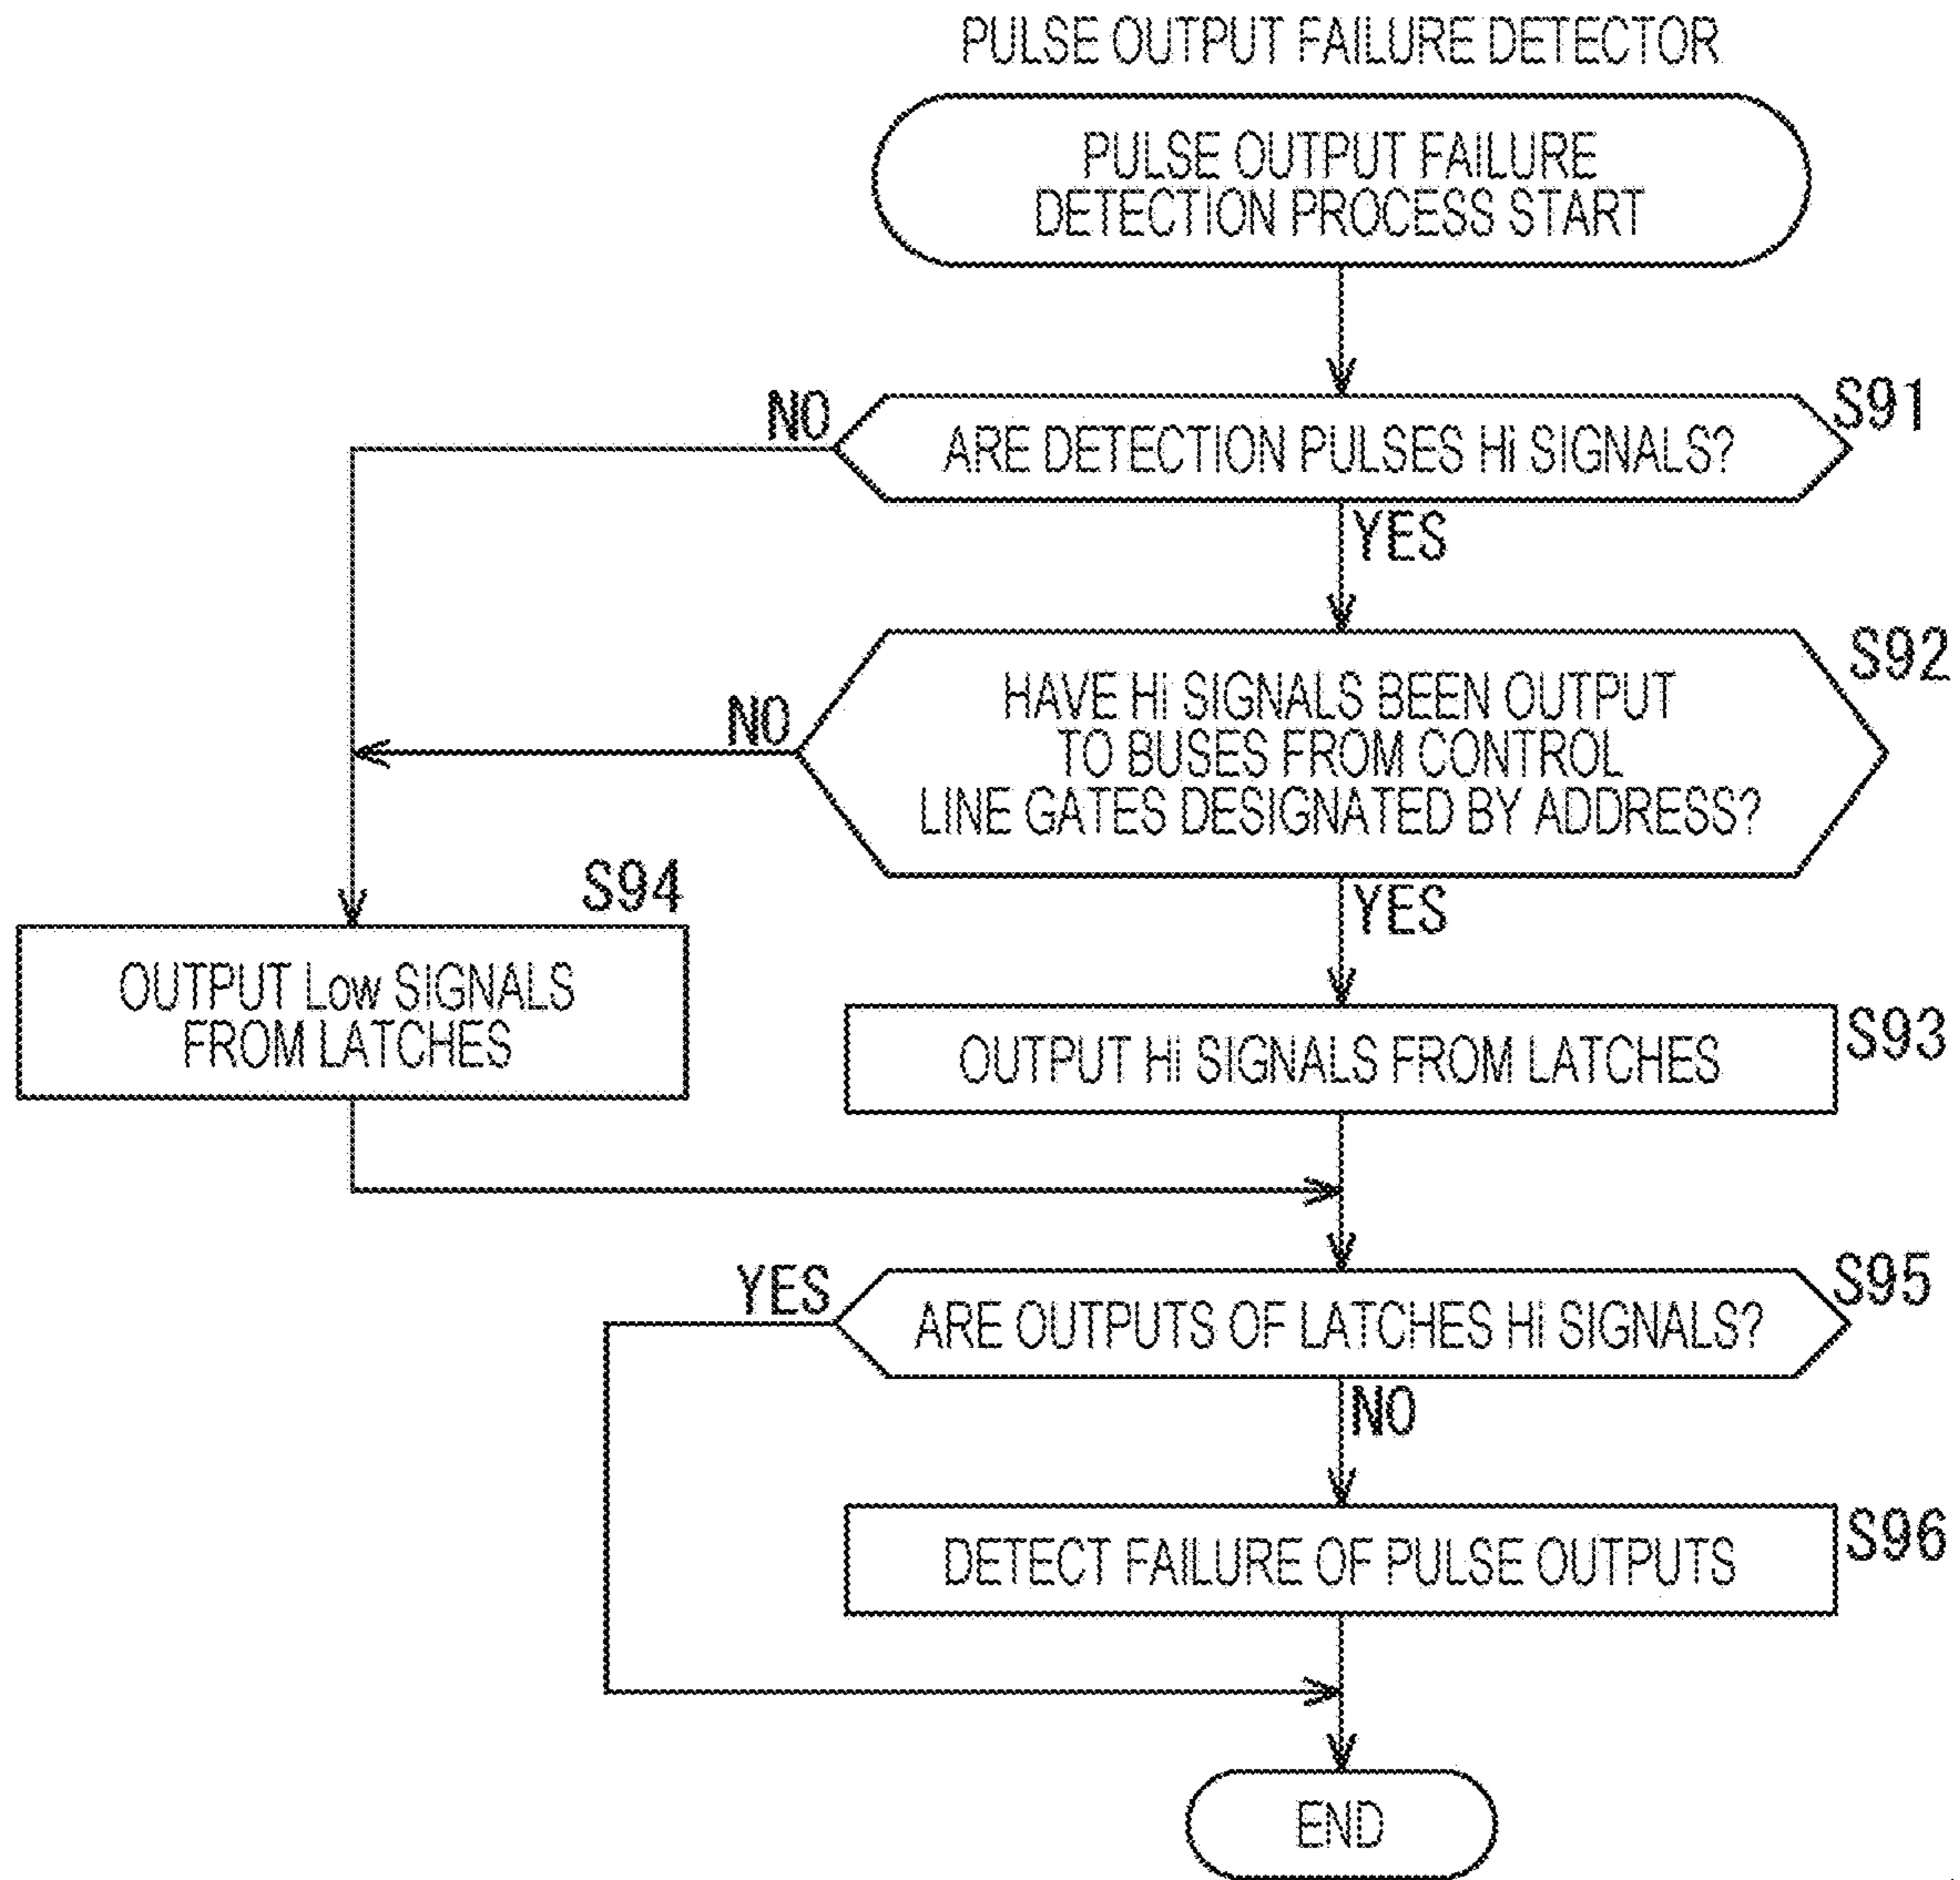 PULSE OUTPUT FAILURE DETECTOR
PULSE OUTPUT FAILURE
DETECTION PROCESS START
NO
S91
ARE DETECTION PULSES Hi SIGNALS?
YES
S92
NO
HAVE Hi SIGNALS BEEN OUTPUT
TO BUSES FROM CONTROL
LINE GATES DESIGNATED BY ADDRESS?
YES
S94
OUTPUT Low SIGNALS
FROM LATCHES
S93
OUTPUT Hi SIGNALS FROM LATCHES
YES
S95
ARE OUTPUTS OF LATCHES Hi SIGNALS?
NO
S96
DETECT FAILURE OF PULSE OUTPUTS
END